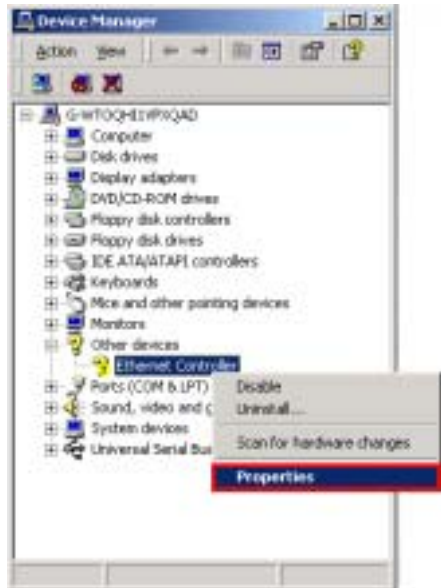 Device Manager
Action View
Computer
Disk drives
Display adapters
DVD/CD-ROM drives
Floppy disk controllers
Floppy disk drives
IDE ATA/ATAPI controllers
Keyboards
Mice and other pointing devices
Monitors
Other devices
Ethernet Controller
Ports (COM & LPT)
Disable
Sound, video and
Uninstall...
System devices
Scan for hardware changes
Universal Serial Bus
Properties